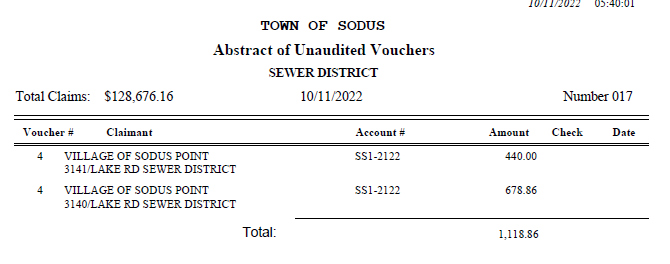 10/11/2022 05:40:01
TOWN OF SODUS
Abstract of Unaudited Vouchers
SEWER DISTRICT
Total Claims: $128,676.16 10/11/2022 Number 017
Voucher # Claimant Account # Amount Check Date
4 VILLAGE OF SODUS POINT SS1-2122 440.00
3141/LAKE RD SEWER DISTRICT
4 VILLAGE OF SODUS POINT SS1-2122 678.86
3140/LAKE RD SEWER DISTRICT
Total: 1,118.86